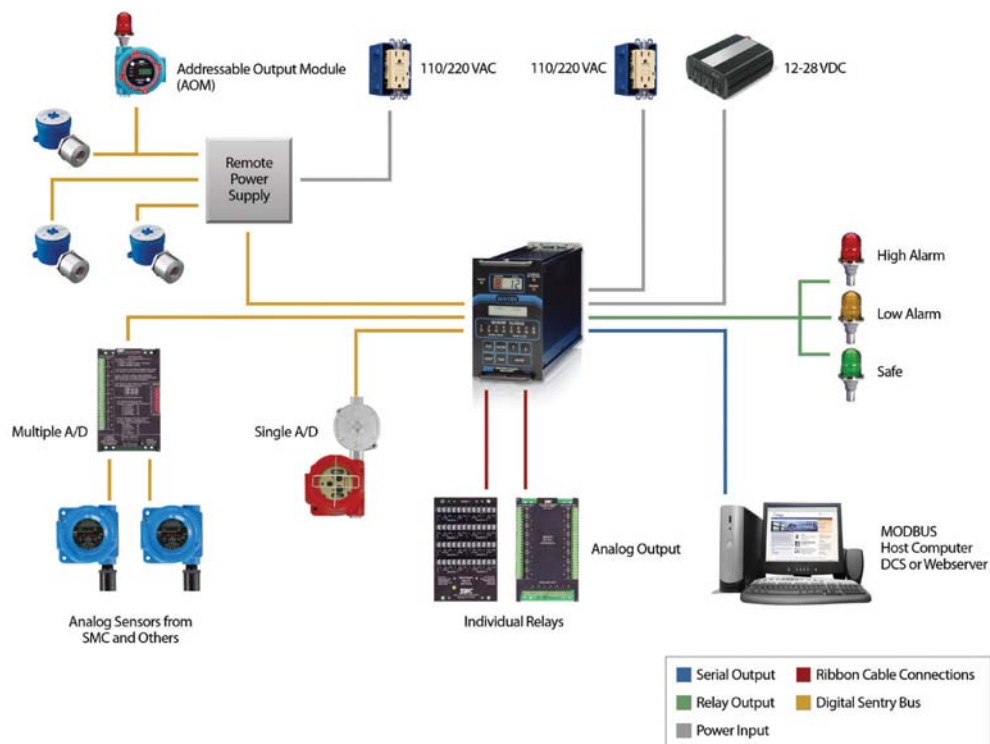 Addressable Output Module
(AOM)
110/220 VAC
110/220 VAC
12-28 VDC
Remote
Power
Supply
High Alarm
Low Alarm
Safe
SENTRY
Multiple A/D
Single A/D
Analog Output
MODBUS
Host Computer
DCS or Webserver
Analog Sensors from
SMC and Others
Individual Relays
Serial Output
Ribbon Cable Connections
Relay Output
Digital Sentry Bus
Power Input